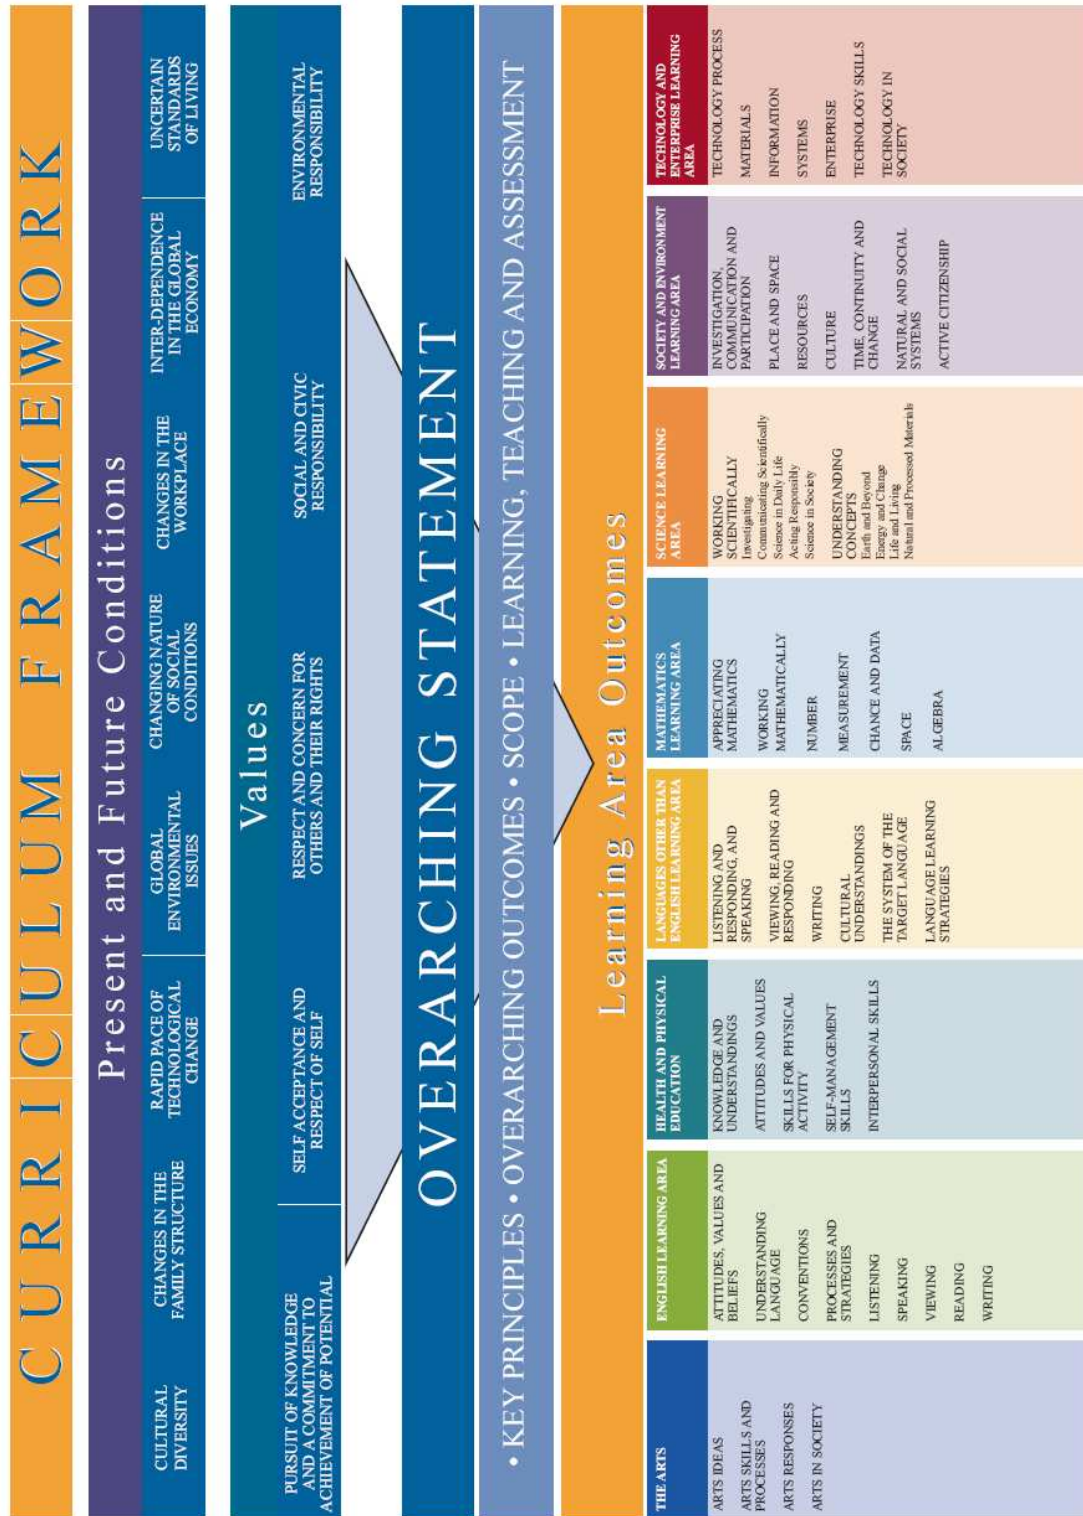 CURRICULUM FRAMEWORK
Present and Future Conditions
CULTURAL
DIVERSITY
CHANGES IN THE
FAMILY STRUCTURE
RAPID PACE OF
TECHNOLOGICAL
CHANGE
GLOBAL
ENVIRONMENTAL
ISSUES
CHANGING NATURE
OF SOCIAL
CONDITIONS
CHANGES IN THE
WORKPLACE
INTER-DEPENDENCE
IN THE GLOBAL
ECONOMY
UNCERTAIN
STANDARDS
OF LIVING
Values
PURSUIT OF KNOWLEDGE
AND A COMMITMENT TO
ACHIEVEMENT OF POTENTIAL
SELF ACCEPTANCE AND
RESPECT OF SELF
RESPECT AND CONCERN FOR
OTHERS AND THEIR RIGHTS
SOCIAL AND CIVIC
RESPONSIBILITY
ENVIRONMENTAL
RESPONSIBILITY
OVERARCHING STATEMENT
• KEY PRINCIPLES • OVERARCHING OUTCOMES • SCOPE • LEARNING, TEACHING AND ASSESSMENT
Learning Area Outcomes
THE ARTS
ARTS IDEAS
ARTS SKILLS AND
PROCESSES
ARTS RESPONSES
ARTS IN SOCIETY
ENGLISH LEARNING AREA
ATTITUDES, VALUES AND
BELIEFS
UNDERSTANDING
LANGUAGE
CONVENTIONS
PROCESSES AND
STRATEGIES
LISTENING
SPEAKING
VIEWING
READING
WRITING
HEALTH AND PHYSICAL
EDUCATION
KNOWLEDGE AND
UNDERSTANDINGS
ATTITUDES AND VALUES
SKILLS FOR PHYSICAL
ACTIVITY
SELF-MANAGEMENT
SKILLS
INTERPERSONAL SKILLS
LANGUAGES OTHER THAN
ENGLISH LEARNING AREA
LISTENING AND
RESPONDING, AND
SPEAKING
VIEWING, READING AND
RESPONDING
WRITING
CULTURAL
UNDERSTANDINGS
THE SYSTEM OF THE
TARGET LANGUAGE
LANGUAGE LEARNING
STRATEGIES
MATHEMATICS
LEARNING AREA
APPRECIATING
MATHEMATICS
WORKING
MATHEMATICALLY
NUMBER
MEASUREMENT
CHANCE AND DATA
SPACE
ALGEBRA
SCIENCE LEARNING
AREA
WORKING
SCIENTIFICALLY
Investigating
Communicating Scientifically
Science in Daily Life
Acting Responsibly
Science in Society
UNDERSTANDING
CONCEPTS
Earth and Beyond
Energy and Change
Life and Living
Natural and Processed Materials
SOCIETY AND ENVIRONMENT
LEARNING AREA
INVESTIGATION,
COMMUNICATION AND
PARTICIPATION
PLACE AND SPACE
RESOURCES
CULTURE
TIME, CONTINUITY AND
CHANGE
NATURAL AND SOCIAL
SYSTEMS
ACTIVE CITIZENSHIP
TECHNOLOGY AND
ENTERPRISE LEARNING
AREA
TECHNOLOGY PROCESS
MATERIALS
INFORMATION
SYSTEMS
ENTERPRISE
TECHNOLOGY SKILLS
TECHNOLOGY IN
SOCIETY